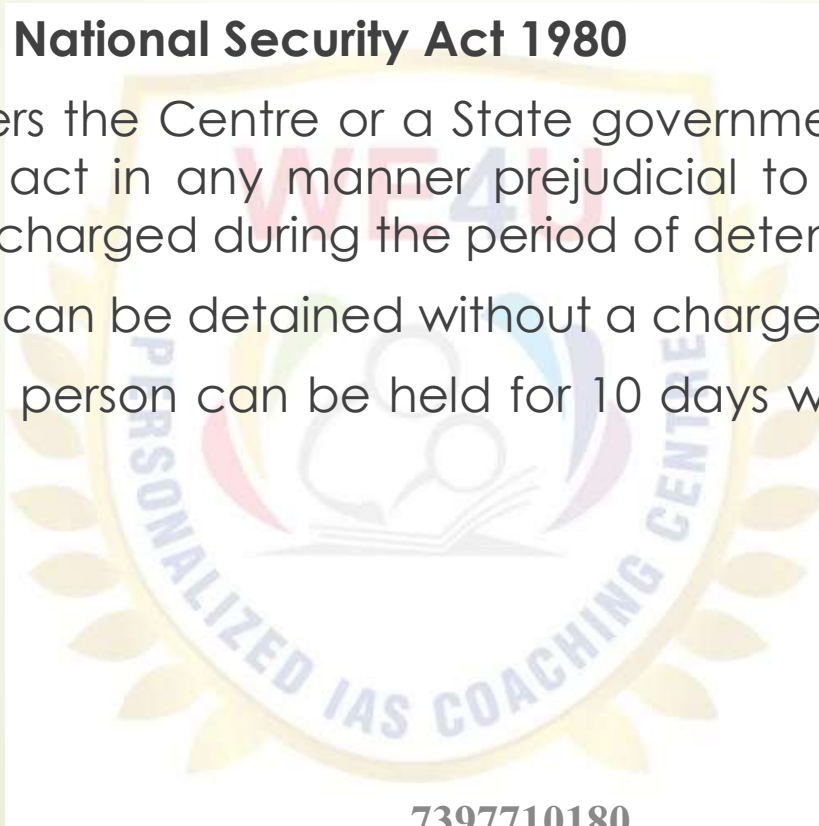 National Security Act 1980
ers the Centre or a State governme
act in any manner prejudicial to
charged during the period of deter
can be detained without a charge
person can be held for 10 days w
WE4U
PERSONALIZED IAS COACHING CENTRE
7397710180